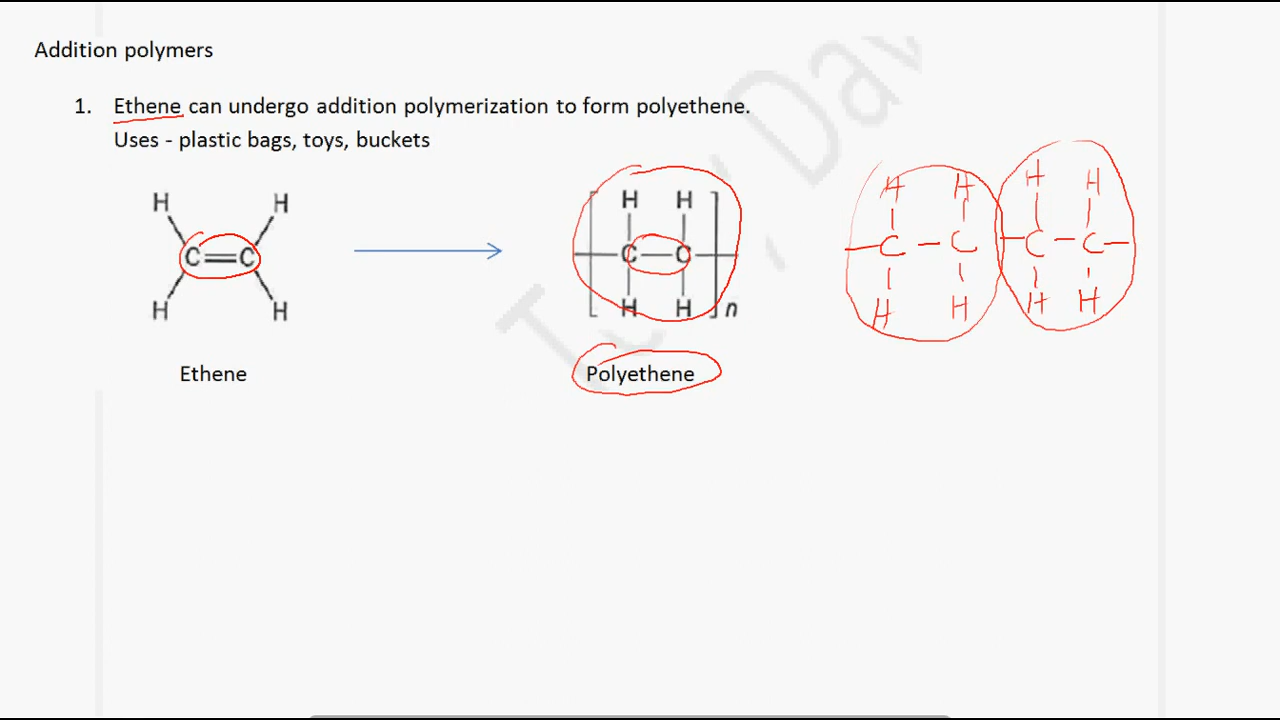 Addition polymers
1. Ethene can undergo addition polymerization to form polyethene.
Uses - plastic bags, toys, buckets
H H
C=C
H H
Ethene
H H
C—C
H H
n
Polyethene
H H H H
—C—C—C—C—
H H H H